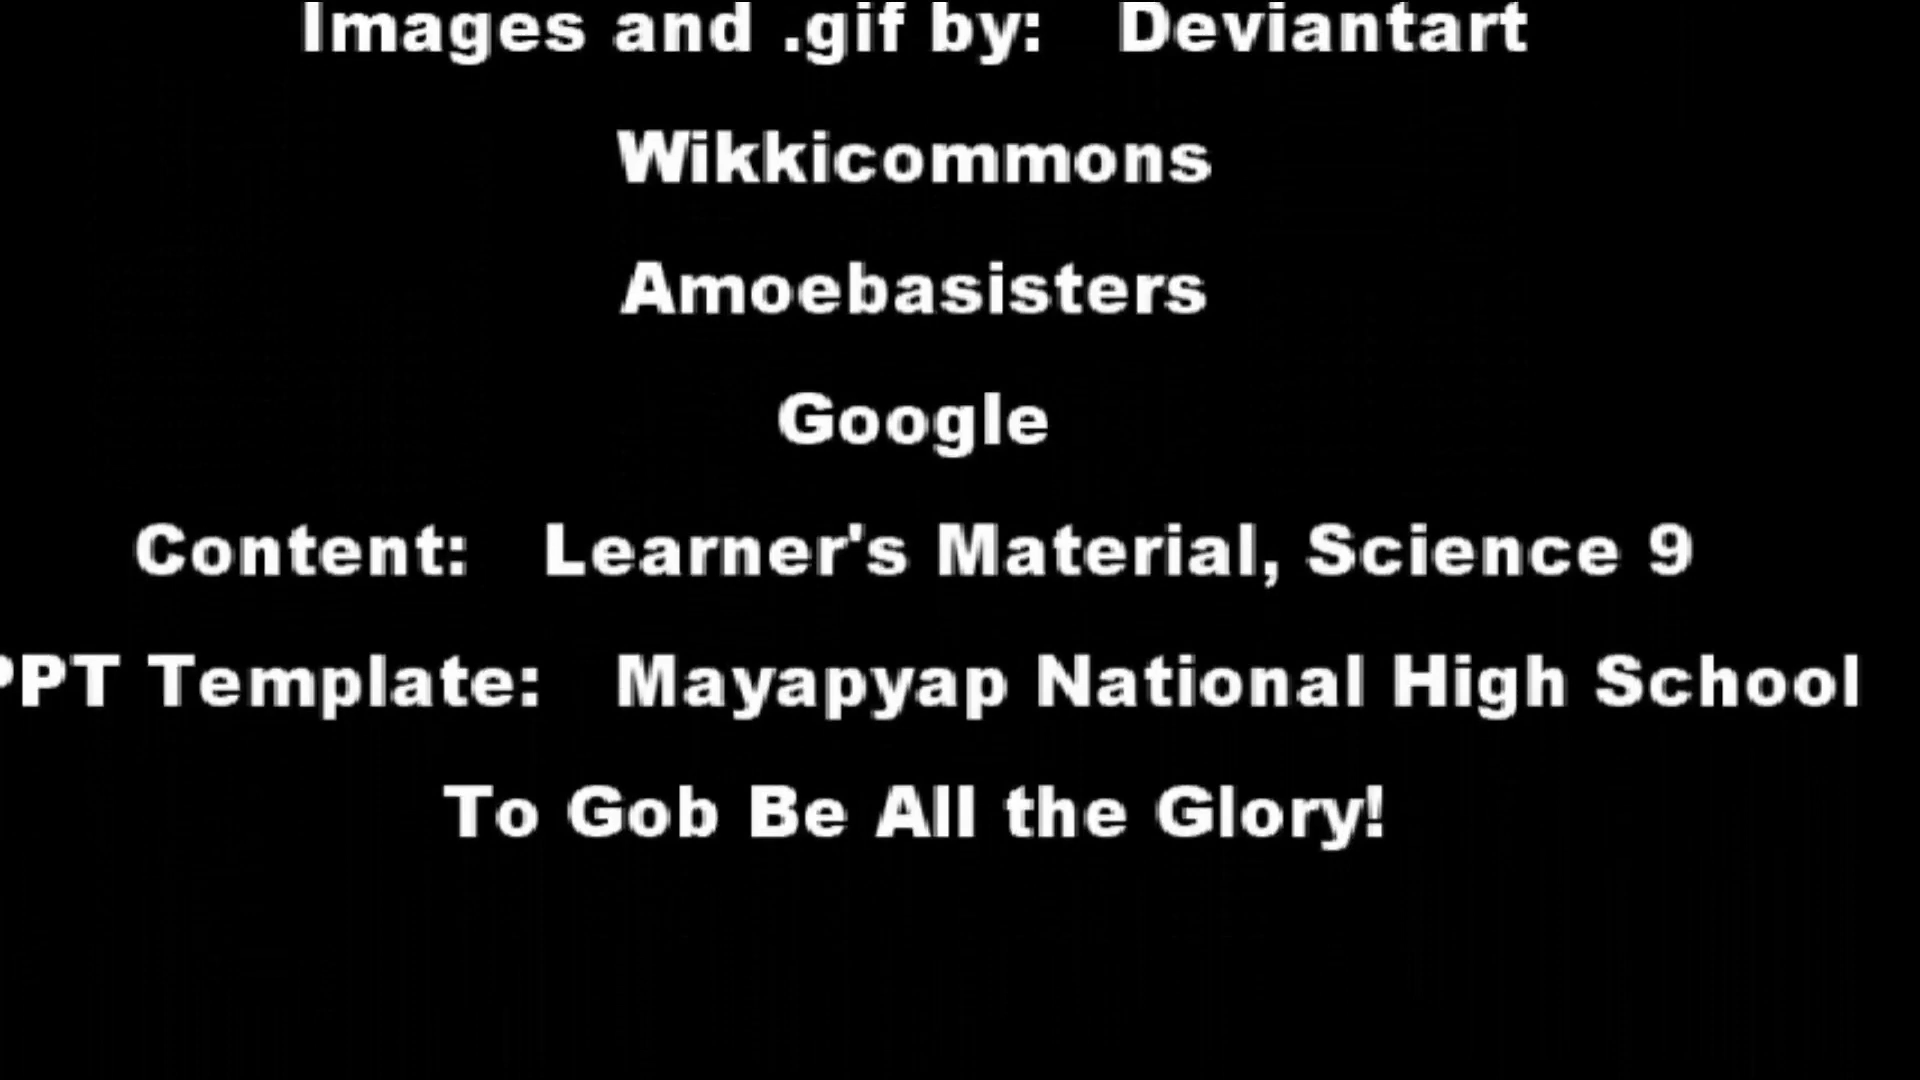 Images and .gif by: Deviantart
Wikkicommons
Amoebasisters
Google
Content: Learner's Material, Science 9
PPT Template: Mayapyap National High School
To Gob Be All the Glory!